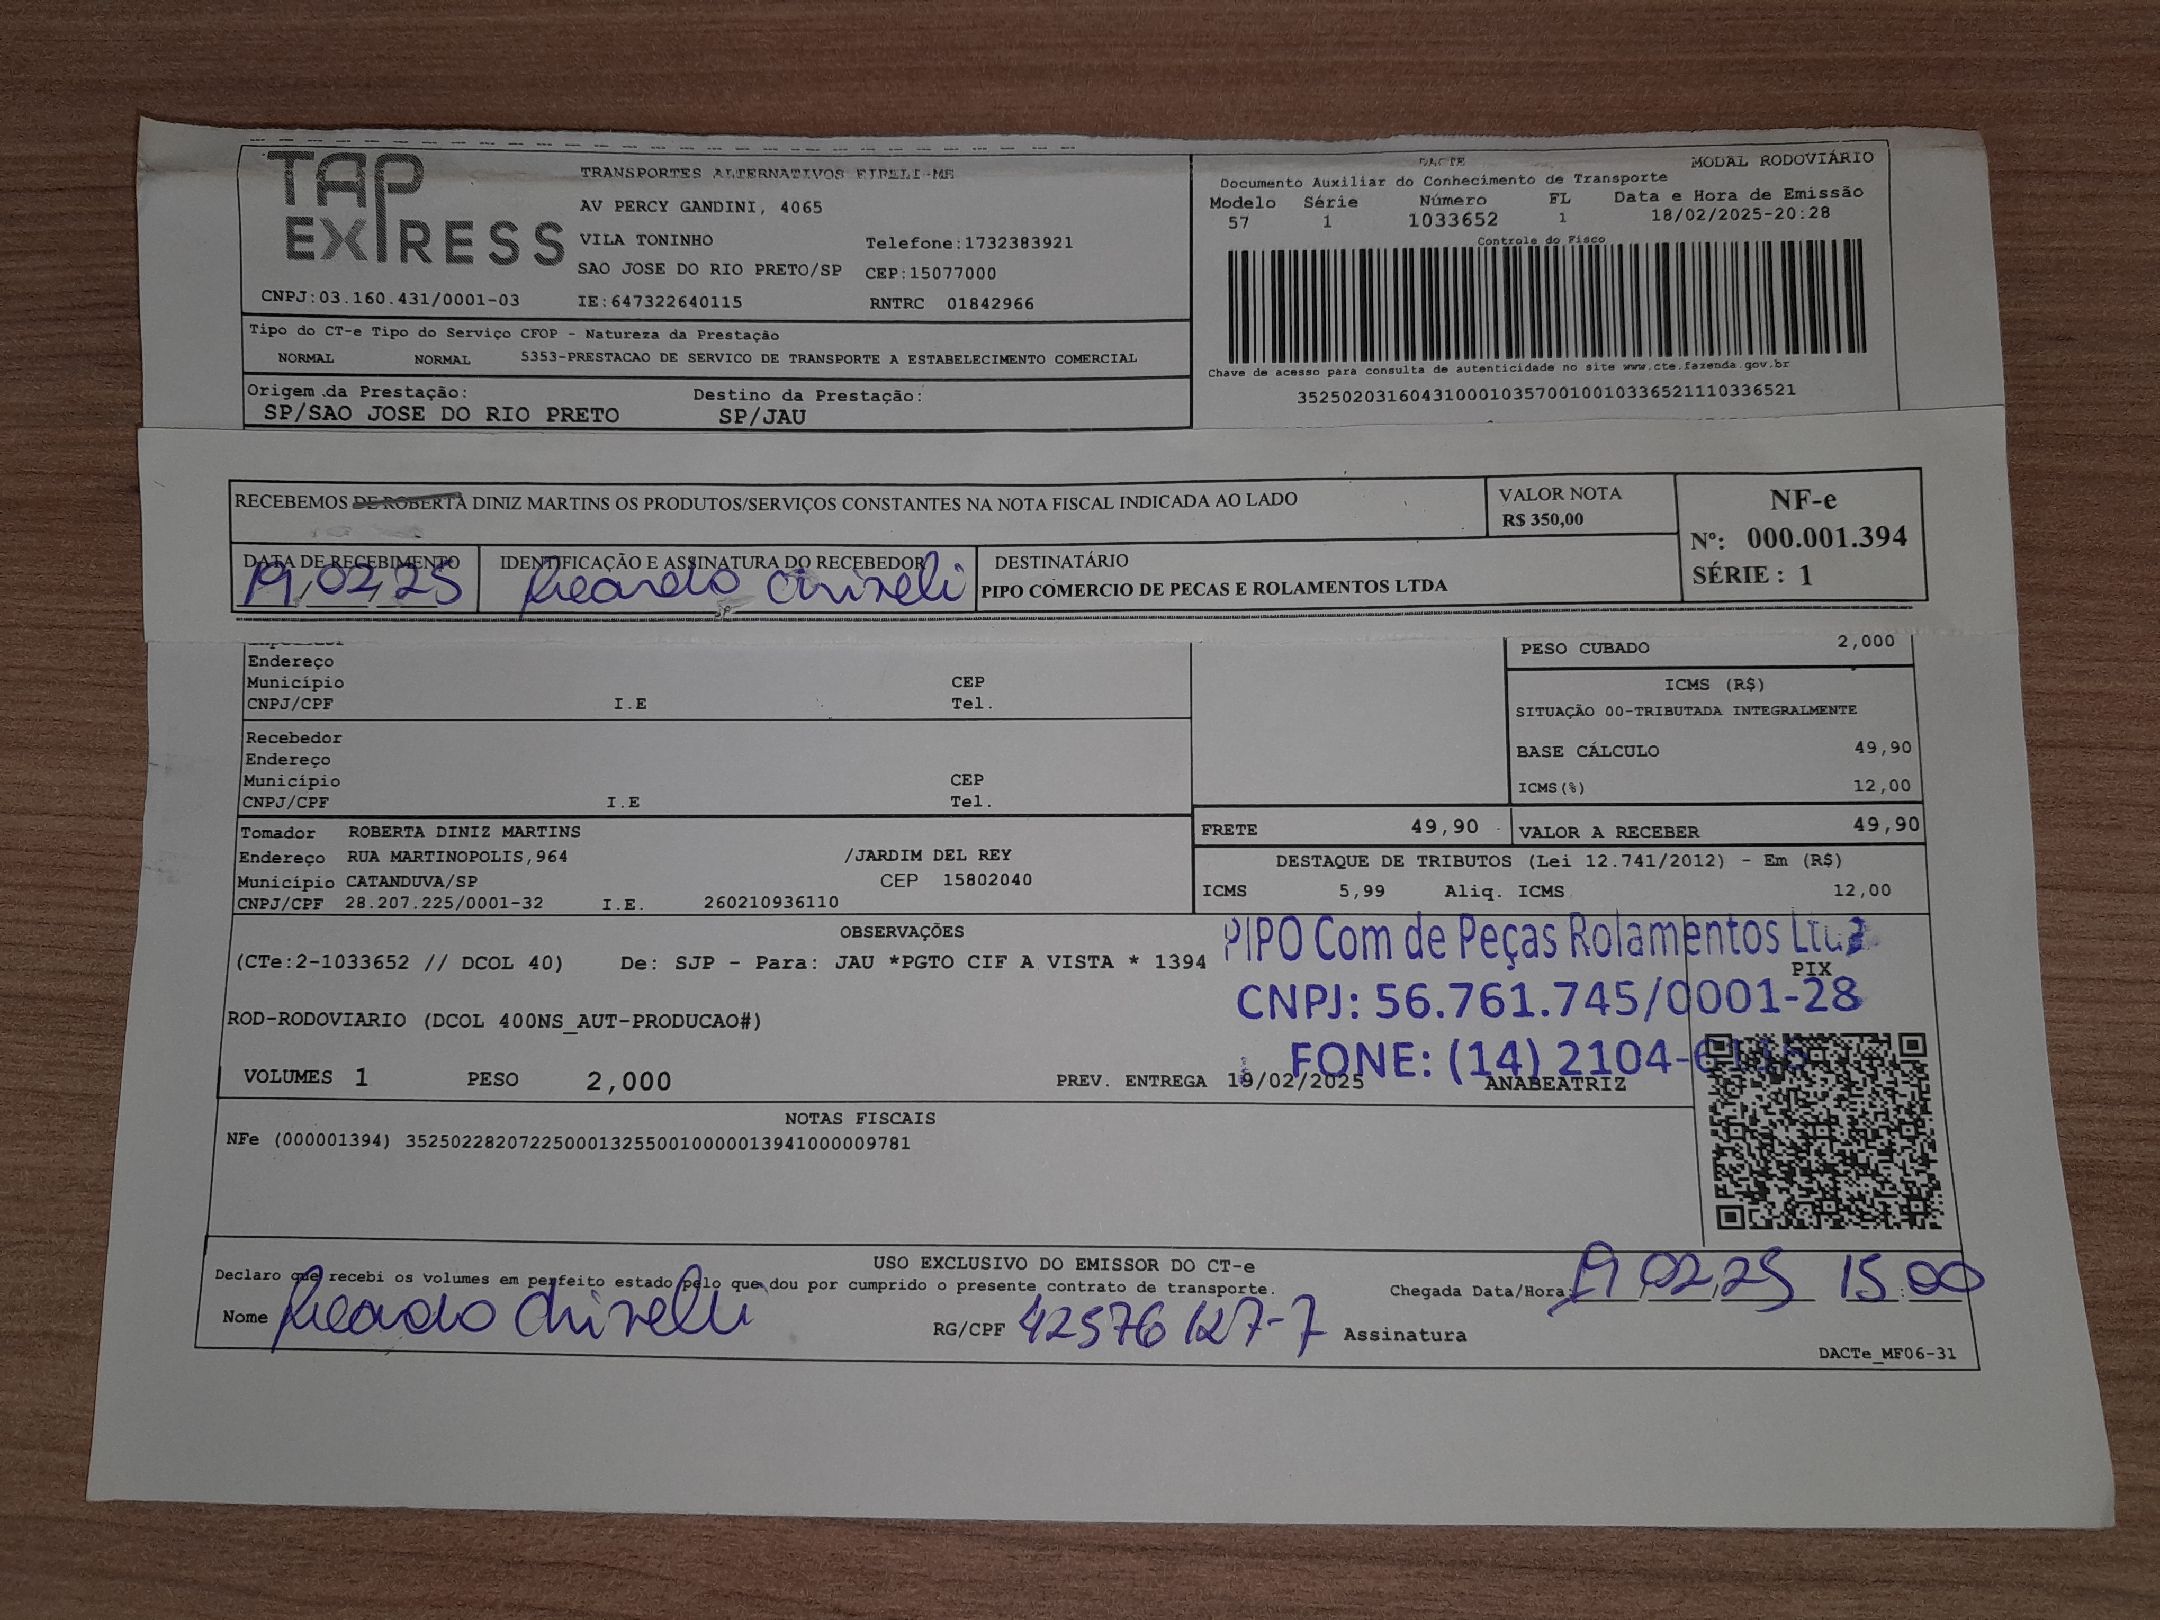 TAP EXPRESS
TRANSPORTES ALTERNATIVOS EIRELI-ME
AV PERCY GANDINI, 4065
VILA TONINHO Telefone:1732383921
SAO JOSE DO RIO PRETO/SP CEP:15077000
CNPJ:03.160.431/0001-03 IE:647322640115 RNTRC 01842966
DACTE MODAL RODOVIÁRIO
Documento Auxiliar do Conhecimento de Transporte
Modelo Série Número FL Data e Hora de Emissão
57 1 1033652 1 18/02/2025-20:28
Controle do Fisco
Chave de acesso para consulta de autenticidade no site www.cte.fazenda.gov.br
35250203160431000103570010010336521110336521
Tipo do CT-e Tipo do Serviço CFOP - Natureza da Prestação
NORMAL NORMAL 5353-PRESTACAO DE SERVICO DE TRANSPORTE A ESTABELECIMENTO COMERCIAL
Origem da Prestação: Destino da Prestação:
SP/SAO JOSE DO RIO PRETO SP/JAU
RECEBEMOS DE ROBERTA DINIZ MARTINS OS PRODUTOS/SERVIÇOS CONSTANTES NA NOTA FISCAL INDICADA AO LADO
VALOR NOTA
R$ 350,00
NF-e
Nº: 000.001.394
SÉRIE : 1
DATA DE RECEBIMENTO
19,02,25
IDENTIFICAÇÃO E ASSINATURA DO RECEBEDOR
Ricardo
DESTINATÁRIO
PIPO COMERCIO DE PECAS E ROLAMENTOS LTDA
Endereço
Município CEP
CNPJ/CPF I.E Tel.
Recebedor
Endereço
Município CEP
CNPJ/CPF I.E Tel.
PESO CUBADO 2,000
ICMS (R$)
SITUAÇÃO 00-TRIBUTADA INTEGRALMENTE
BASE CÁLCULO 49,90
ICMS(%) 12,00
Tomador ROBERTA DINIZ MARTINS
Endereço RUA MARTINOPOLIS,964 /JARDIM DEL REY
Município CATANDUVA/SP CEP 15802040
CNPJ/CPF 28.207.225/0001-32 I.E. 260210936110
FRETE 49,90 VALOR A RECEBER 49,90
DESTAQUE DE TRIBUTOS (Lei 12.741/2012) - Em (R$)
ICMS 5,99 Aliq. ICMS 12,00
OBSERVAÇÕES
(CTe:2-1033652 // DCOL 40) De: SJP - Para: JAU *PGTO CIF A VISTA * 1394
PIPO Com de Peças Rolamentos Ltda
PIX
CNPJ: 56.761.745/0001-28
FONE: (14) 2104-6116
ROD-RODOVIARIO (DCOL 400NS_AUT-PRODUCAO#)
VOLUMES 1 PESO 2,000 PREV. ENTREGA 19/02/2025 ANABEATRIZ
NOTAS FISCAIS
NFe (000001394) 35250228207225000132550010000013941000009781
USO EXCLUSIVO DO EMISSOR DO CT-e
Declaro que recebi os volumes em perfeito estado pelo que dou por cumprido o presente contrato de transporte.
Chegada Data/Hora: 19,02,25 15:00
Nome Ricardo
RG/CPF 42576127-7 Assinatura
DACTe_MF06-31